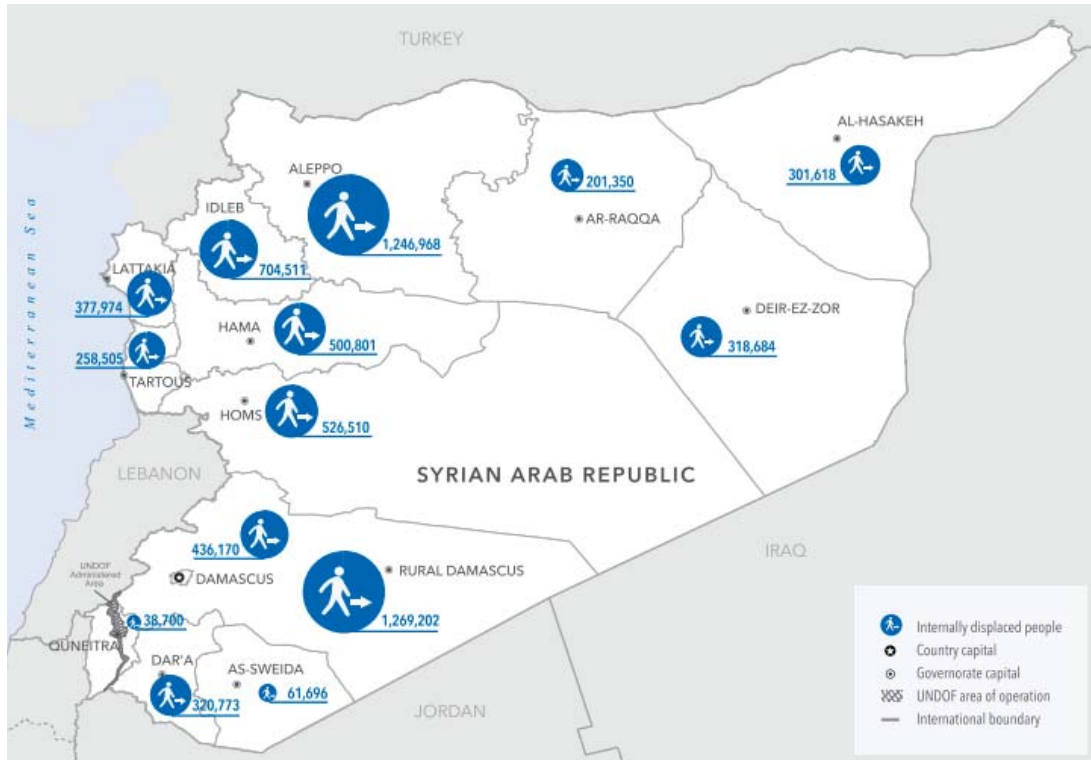 TURKEY
AL-HASAKEH
301,618
ALEPPO
1,246,968
201,350
AR-RAQQA
IDLEB
704,511
Mediterranean Sea
LATTAKIA
377,974
DEIR-EZ-ZOR
318,684
HAMA
500,801
258,505
TARTOUS
HOMS
526,510
LEBANON
SYRIAN ARAB REPUBLIC
436,170
IRAQ
UNDOF
Administered
Area
DAMASCUS
RURAL DAMASCUS
1,269,202
38,700
QUNEITRA
DAR'A
320,773
AS-SWEIDA
61,696
JORDAN
Internally displaced people
Country capital
Governorate capital
UNDOF area of operation
International boundary